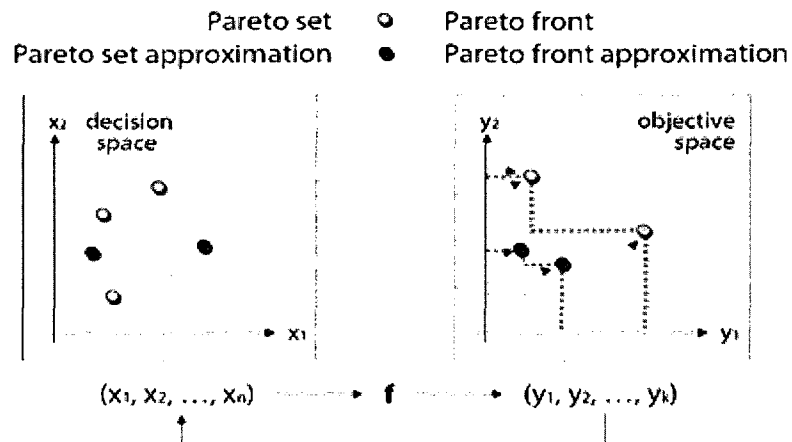 Pareto set Pareto front
Pareto set approximation Pareto front approximation
x2 decision space
y2 objective space
x1
y1
(x1, x2, ..., xn) f (y1, y2, ..., yk)